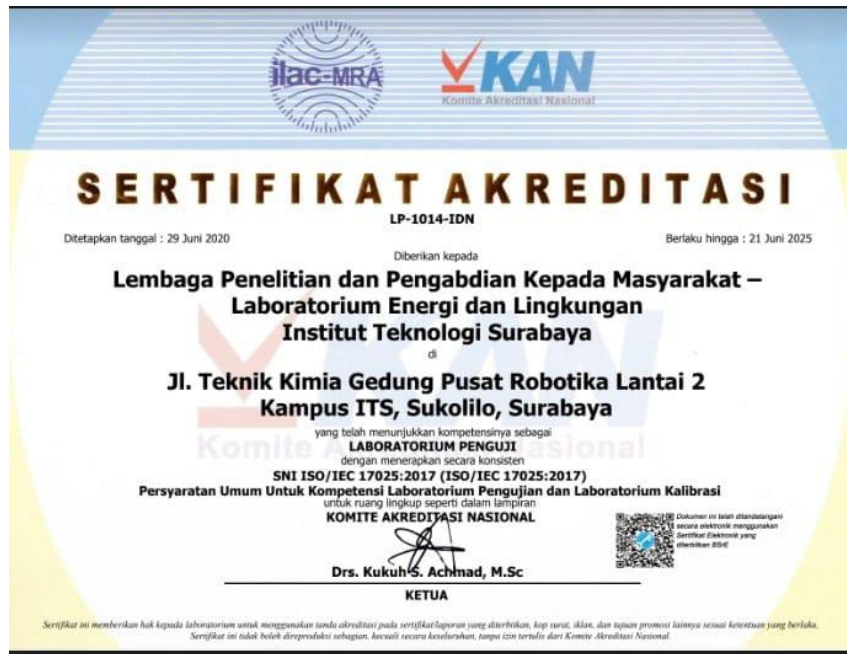 ilac-MRA
KAN
Komite Akreditasi Nasional
SERTIFIKAT AKREDITASI
LP-1014-IDN
Ditetapkan tanggal : 29 Juni 2020
Berlaku hingga : 21 Juni 2025
Diberikan kepada
Lembaga Penelitian dan Pengabdian Kepada Masyarakat –
Laboratorium Energi dan Lingkungan
Institut Teknologi Surabaya
di
Jl. Teknik Kimia Gedung Pusat Robotika Lantai 2
Kampus ITS, Sukolilo, Surabaya
yang telah menunjukkan kompetensinya sebagai
LABORATORIUM PENGUJI
dengan menerapkan secara konsisten
SNI ISO/IEC 17025:2017 (ISO/IEC 17025:2017)
Persyaratan Umum Untuk Kompetensi Laboratorium Pengujian dan Laboratorium Kalibrasi
untuk ruang lingkup seperti dalam lampiran
KOMITE AKREDITASI NASIONAL
Dokumen ini telah ditandatangani
secara elektronik menggunakan
Sertifikat Elektronik yang
diterbitkan BSrE
Drs. Kukuh S. Achmad, M.Sc
KETUA
Sertifikat ini memberikan hak kepada laboratorium untuk menggunakan tanda akreditasi pada sertifikat/laporan yang diterbitkan, kop surat, iklan, dan tujuan promosi lainnya sesuai ketentuan yang berlaku.
Sertifikat ini tidak boleh direproduksi sebagian, kecuali secara keseluruhan, tanpa izin tertulis dari Komite Akreditasi Nasional.